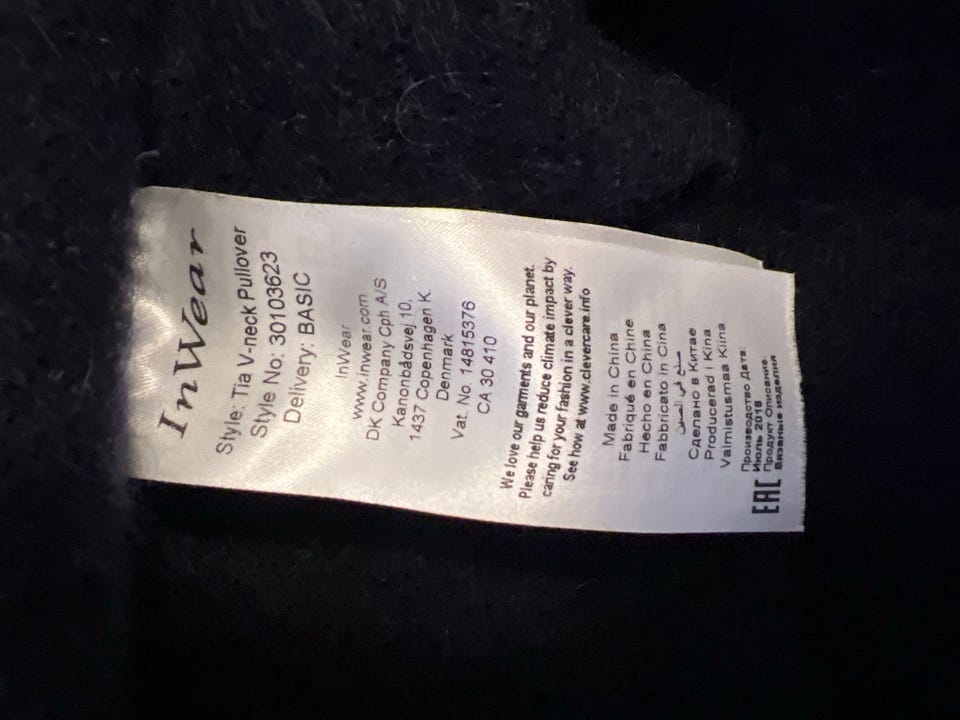 InWear
Style: Tia V-neck Pullover
Style No: 30103623
Delivery: BASIC
InWear
www.inwear.com
DK Company Cph A/S
Kanonbådsvej 10,
1437 Copenhagen K.
Denmark
Vat. No. 14815376
CA 30 410
We love our garments and our planet.
Please help us reduce climate impact by
caring for your fashion in a clever way.
See how at www.clevercare.info
Made in China
Fabriqué en Chine
Hecho en China
Fabbricato in Cina
صنع في الصين
Сделано в Китае
Producerad i Kina
Valmistusmaa Kiina
Производство Дата:
Июль 2018
Продукт Описание:
Вязаные изделия
EAC